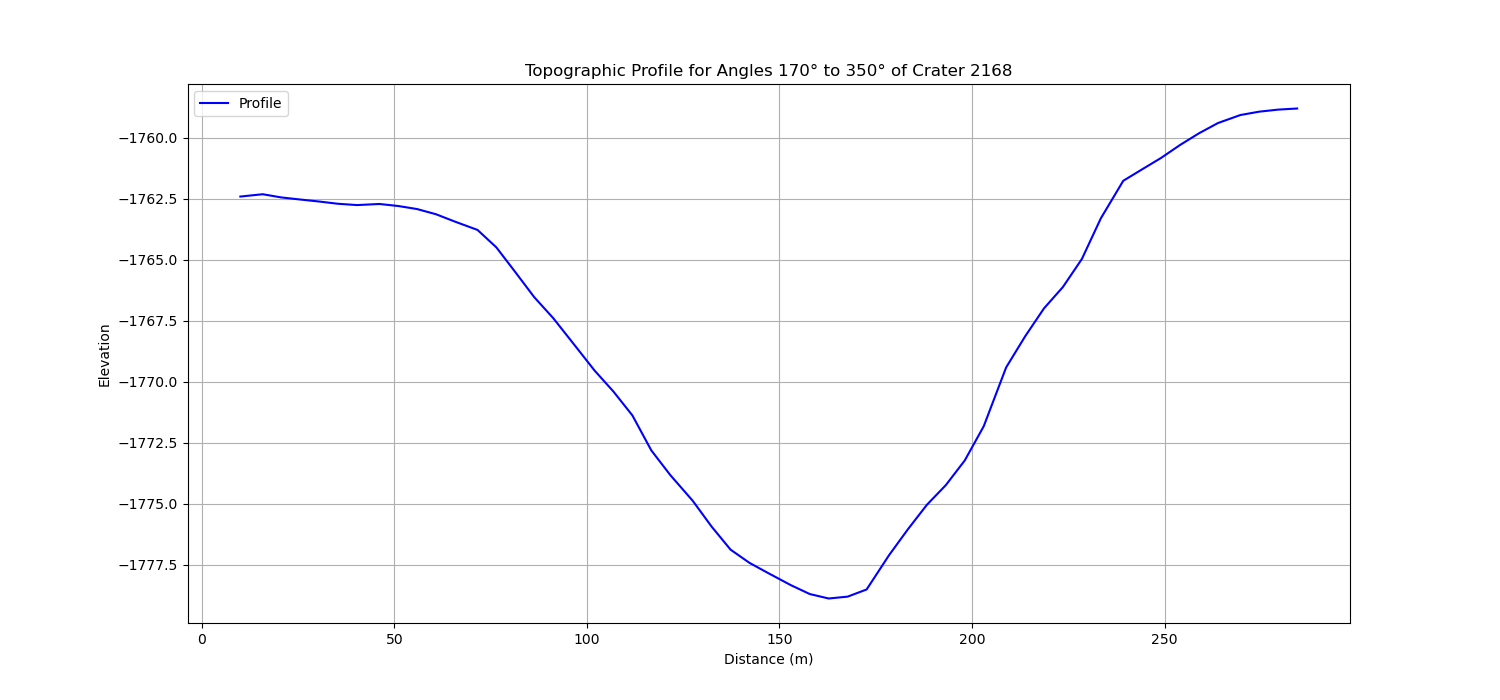 Topographic Profile for Angles 170° to 350° of Crater 2168
Profile
Elevation
−1760.0
−1762.5
−1765.0
−1767.5
−1770.0
−1772.5
−1775.0
−1777.5
0 50 100 150 200 250
Distance (m)